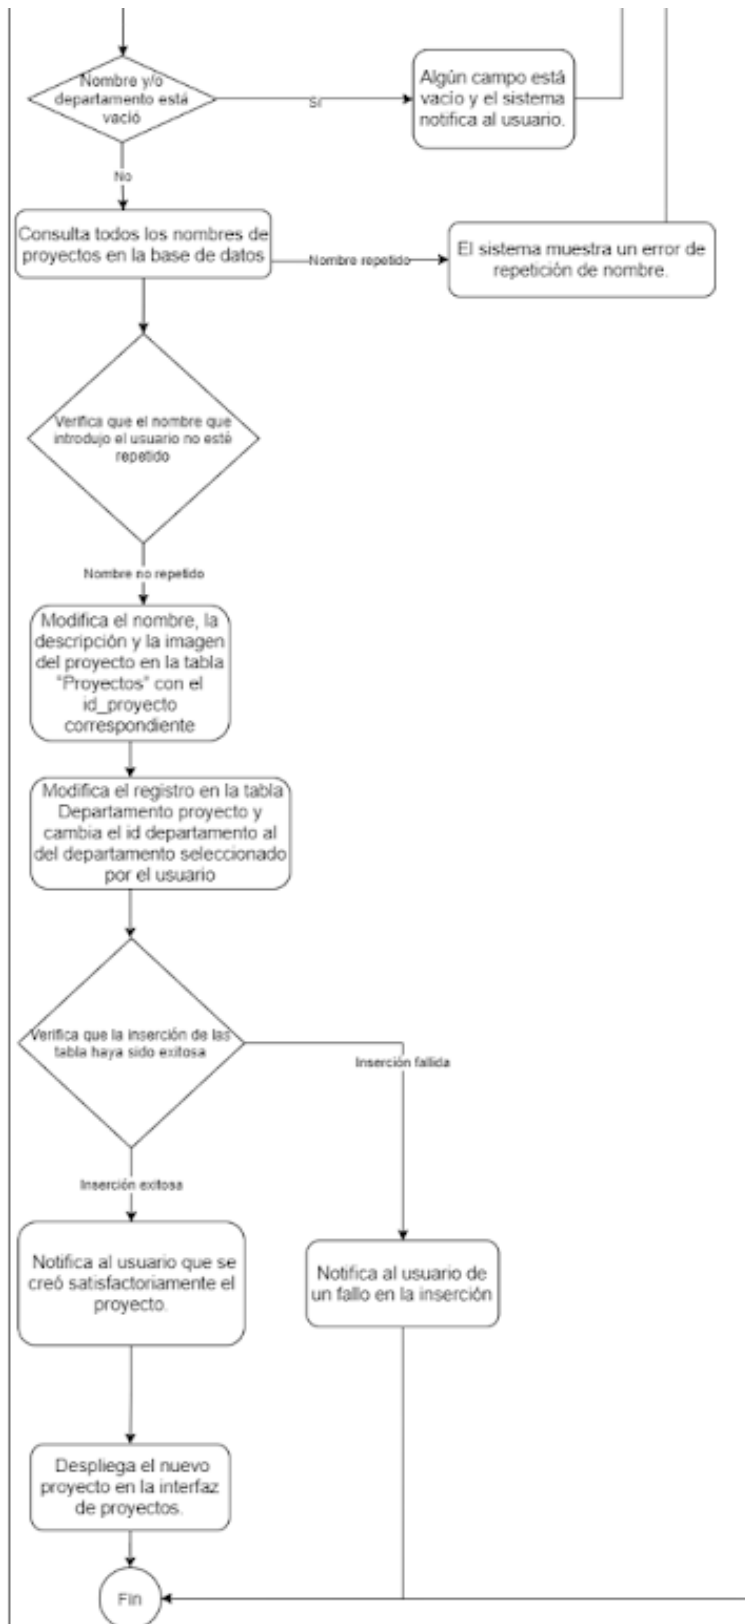 Nombre y/o
departamento está
vació
Si
Algún campo está
vacío y el sistema
notifica al usuario.
No
Consulta todos los nombres de
proyectos en la base de datos
Nombre repetido
El sistema muestra un error de
repetición de nombre.
Verifica que el nombre que
introdujo el usuario no esté
repetido
Nombre no repetido
Modifica el nombre, la
descripción y la imagen
del proyecto en la tabla
"Proyectos" con el
id_proyecto
correspondiente
Modifica el registro en la tabla
Departamento proyecto y
cambia el id departamento al
del departamento seleccionado
por el usuario
Verifica que la inserción de las
tabla haya sido exitosa
Inserción fallida
Inserción exitosa
Notifica al usuario que se
creó satisfactoriamente el
proyecto.
Notifica al usuario de
un fallo en la inserción
Despliega el nuevo
proyecto en la interfaz
de proyectos.
Fin